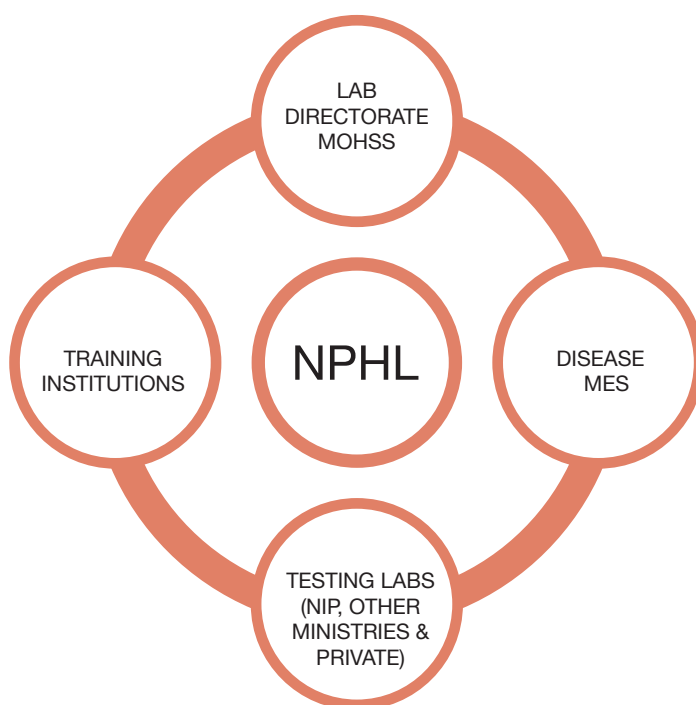 LAB
DIRECTORATE
MOHSS
TRAINING
INSTITUTIONS
NPHL
DISEASE
MES
TESTING LABS
(NIP, OTHER
MINISTRIES &
PRIVATE)